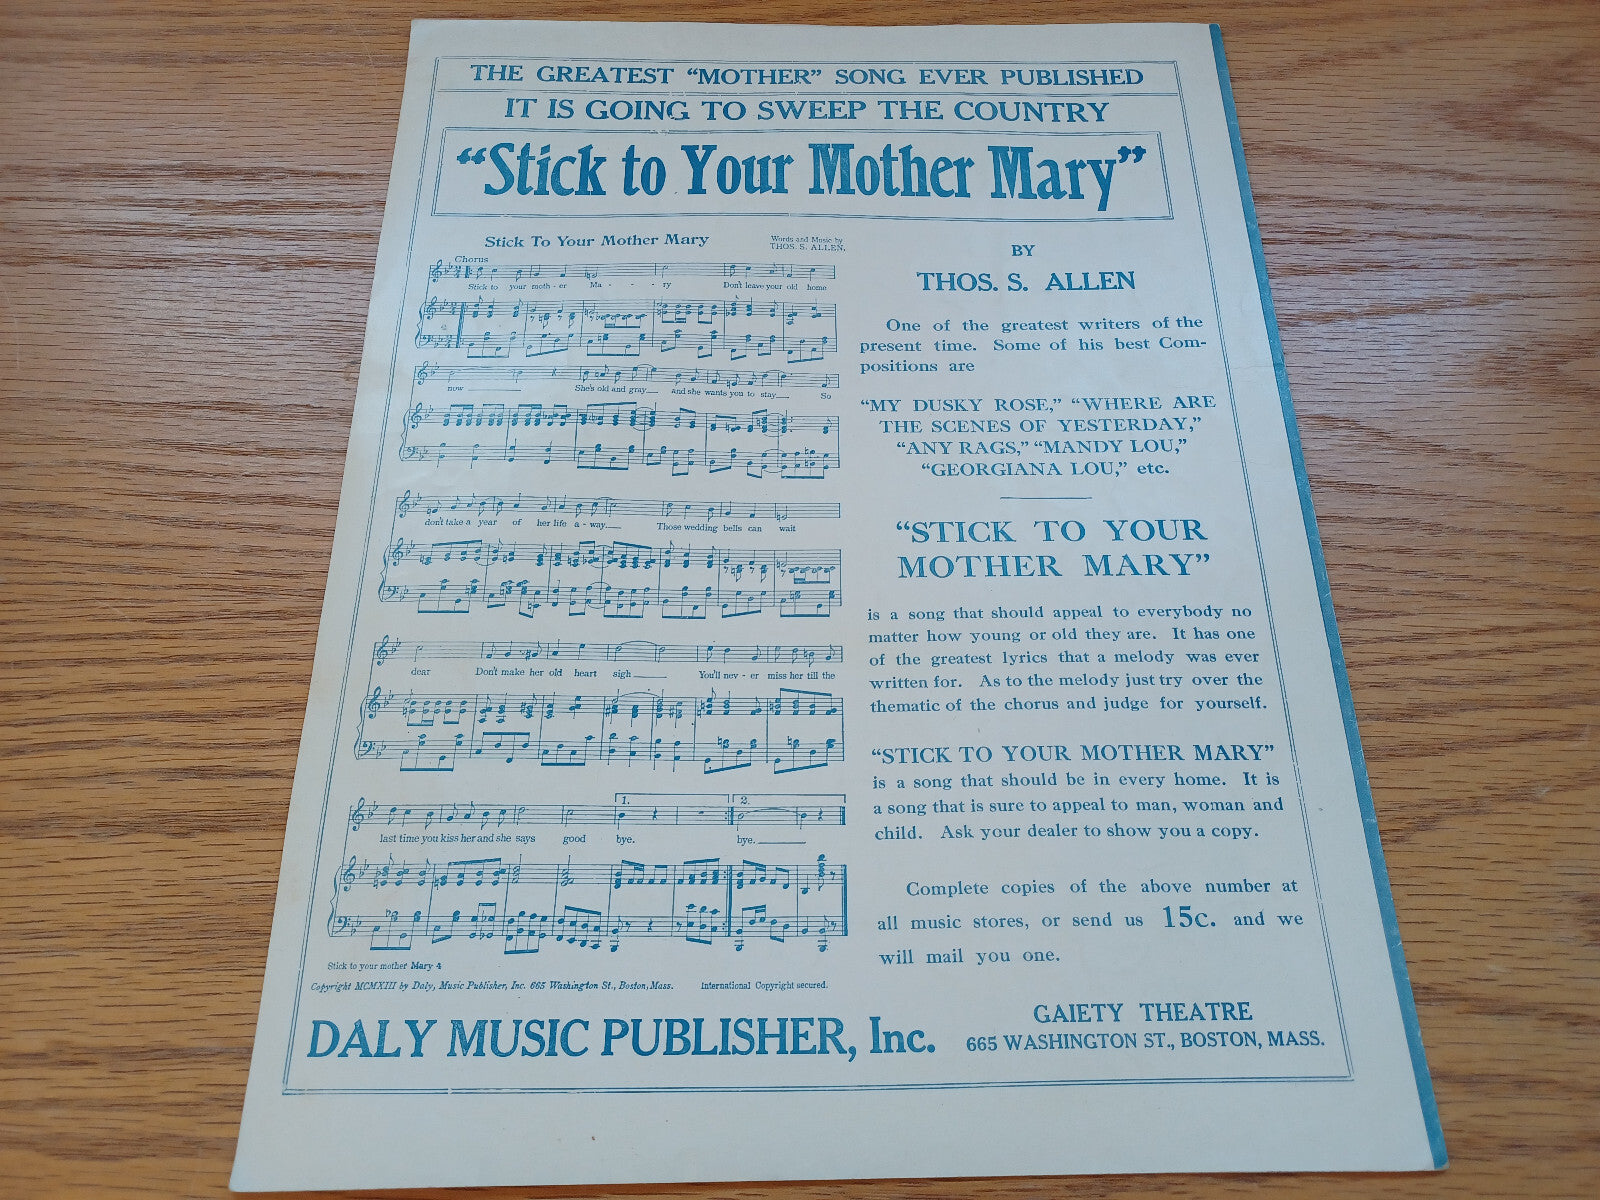 THE GREATEST “MOTHER” SONG EVER PUBLISHED
IT IS GOING TO SWEEP THE COUNTRY
“Stick to Your Mother Mary”
Stick To Your Mother Mary
Words and Music by
THOS. S. ALLEN.
Chorus
Stick to your moth - er Ma - - - ry Don't leave your old home
now She's old and gray and she wants you to stay So
don't take a year of her life a - way Those wedding bells can wait
dear Don't make her old heart sigh You'll nev - er miss her till the
1. 2.
last time you kiss her and she says good bye. bye.
Stick to your mother Mary 4
Copyright MCMXIII by Daly, Music Publisher, Inc. 665 Washington St., Boston, Mass. International Copyright secured.
BY
THOS. S. ALLEN
One of the greatest writers of the
present time. Some of his best Com-
positions are
“MY DUSKY ROSE,” “WHERE ARE
THE SCENES OF YESTERDAY,”
“ANY RAGS,” “MANDY LOU,”
“GEORGIANA LOU,” etc.
“STICK TO YOUR
MOTHER MARY”
is a song that should appeal to everybody no
matter how young or old they are. It has one
of the greatest lyrics that a melody was ever
written for. As to the melody just try over the
thematic of the chorus and judge for yourself.
“STICK TO YOUR MOTHER MARY”
is a song that should be in every home. It is
a song that is sure to appeal to man, woman and
child. Ask your dealer to show you a copy.
Complete copies of the above number at
all music stores, or send us 15c. and we
will mail you one.
DALY MUSIC PUBLISHER, Inc.
GAIETY THEATRE
665 WASHINGTON ST., BOSTON, MASS.